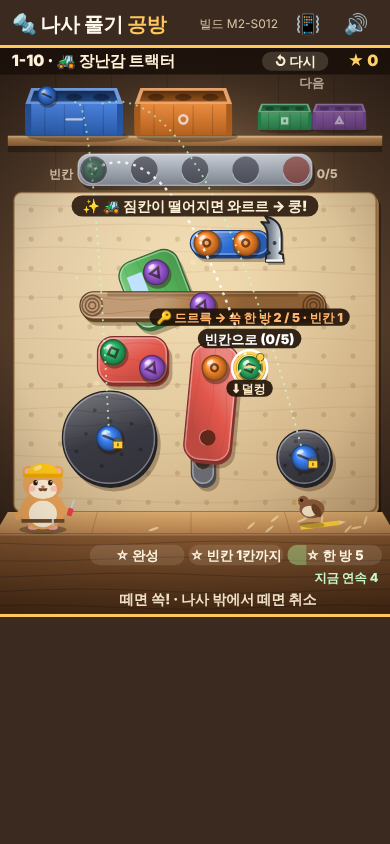 나사 풀기 공방
빌드 M2-S012
1-10 · 장난감 트랙터
다시
★ 0
다음
빈칸
0/5
짐칸이 떨어지면 와르르 → 쿵!
드르륵 → 쏙 한 방 2 / 5 · 빈칸 1
빈칸으로 (0/5)
⬇덜컹
☆ 완성
☆ 빈칸 1칸까지
☆ 한 방 5
지금 연속 4
떼면 쏙! · 나사 밖에서 떼면 취소